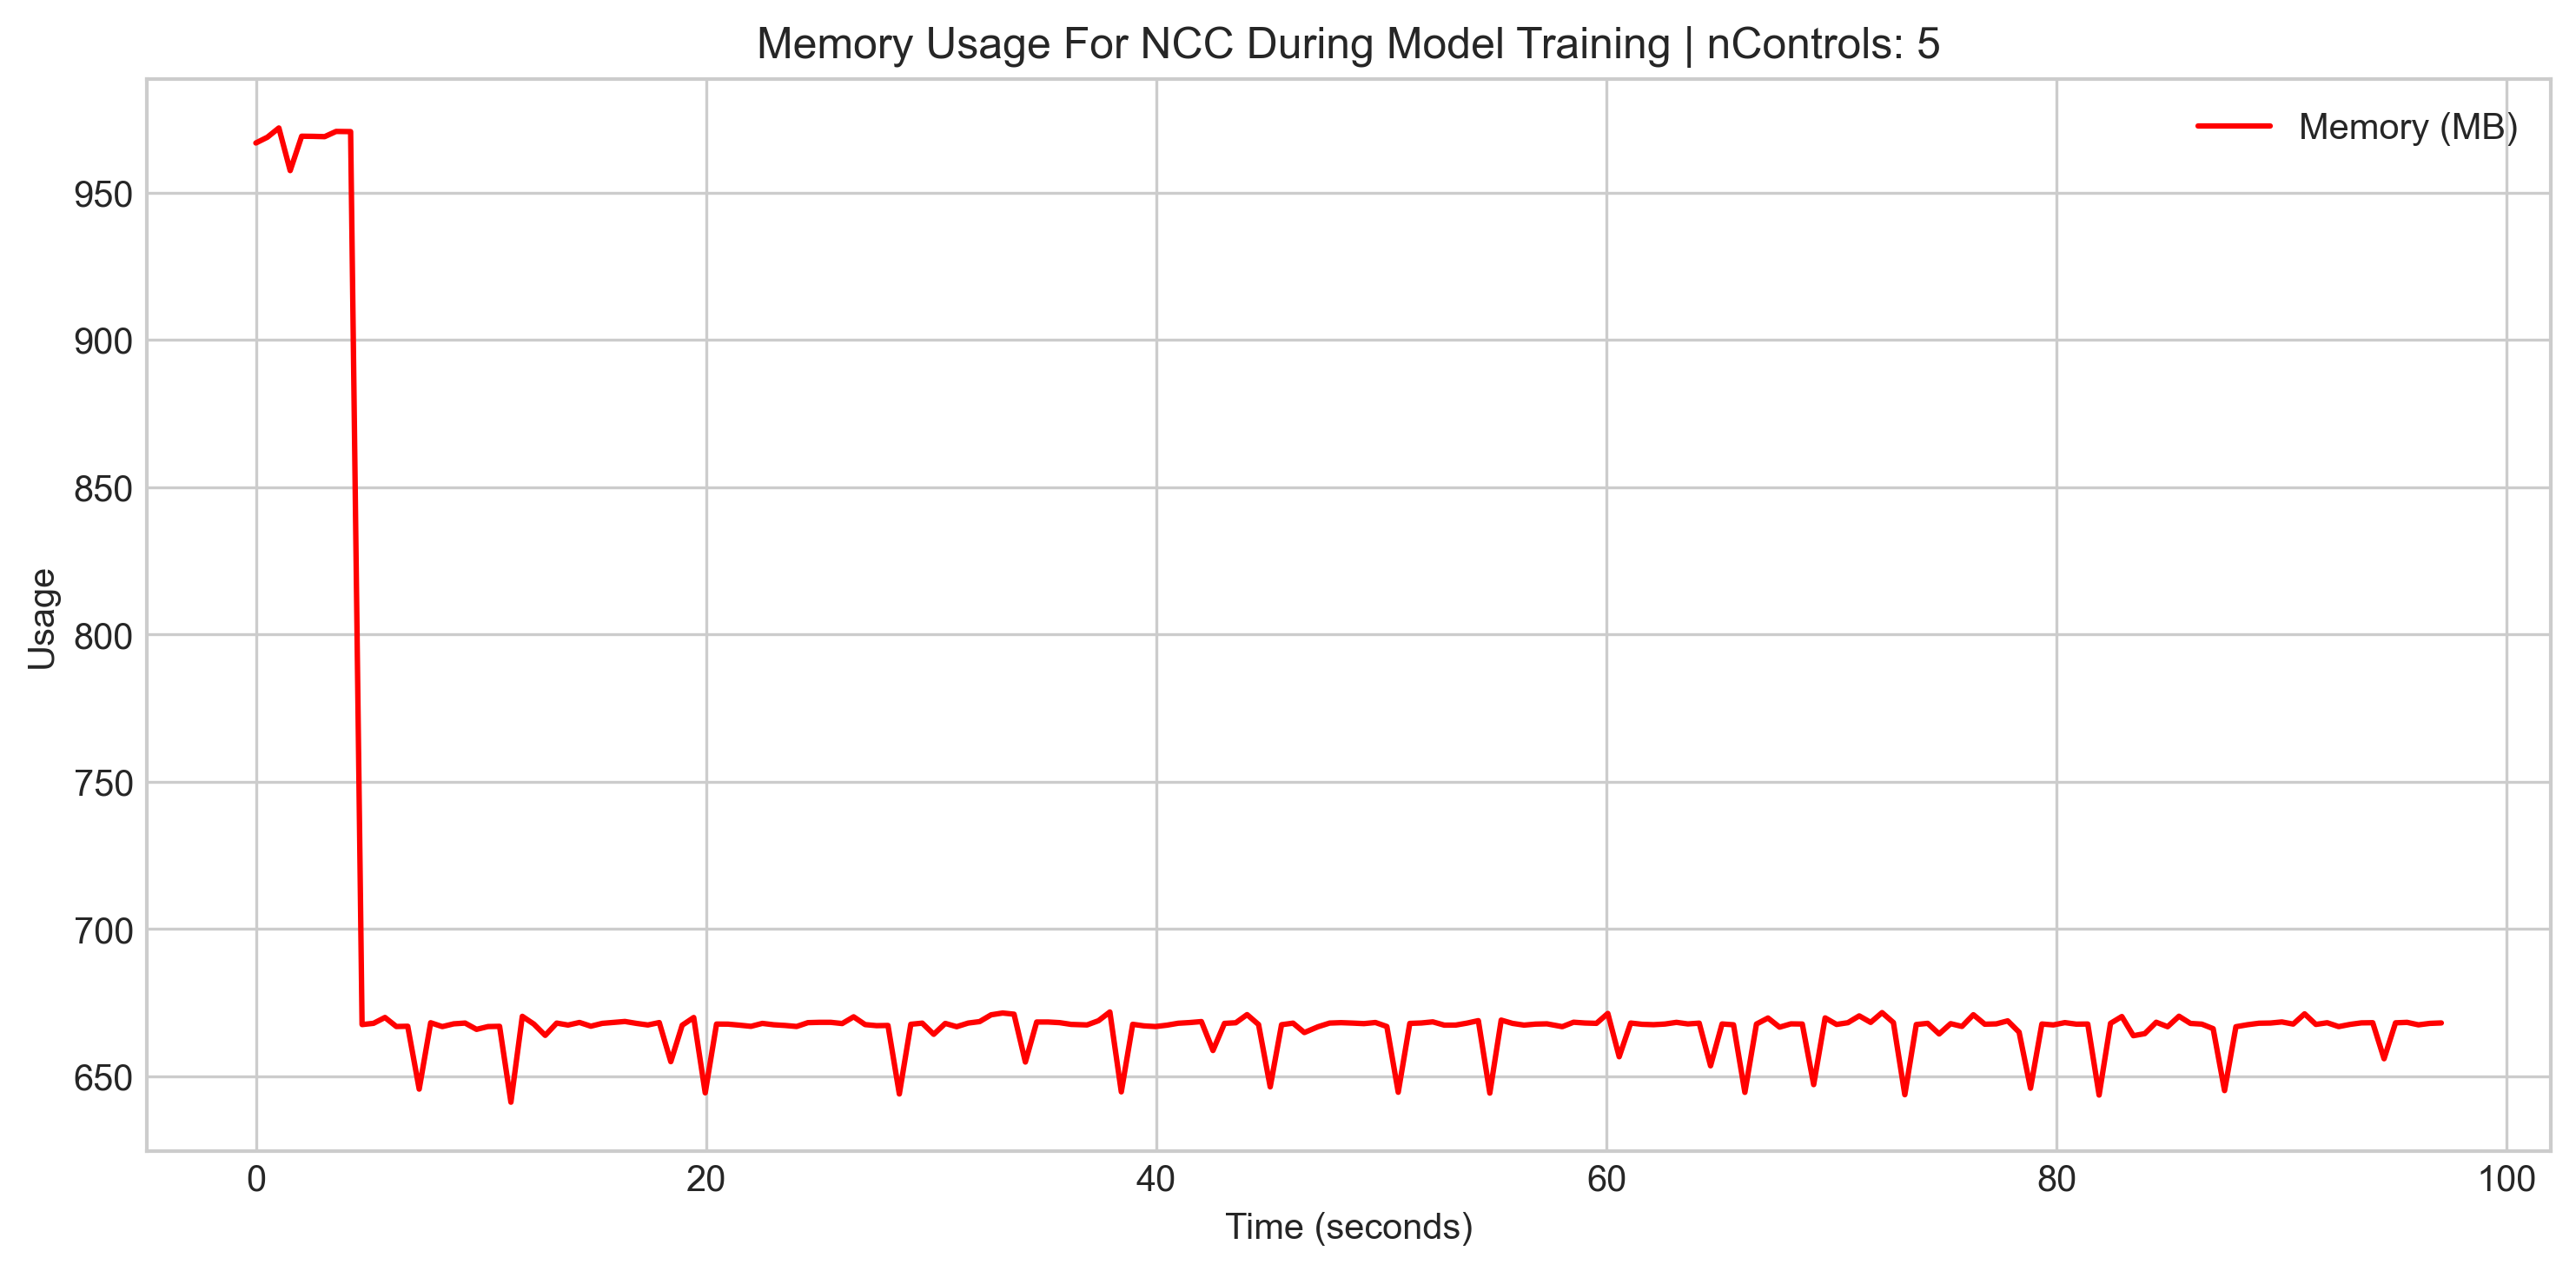 Memory Usage For NCC During Model Training | nControls: 5
Memory (MB)
950
900
850
800
750
700
650
Usage
0 20 40 60 80 100
Time (seconds)